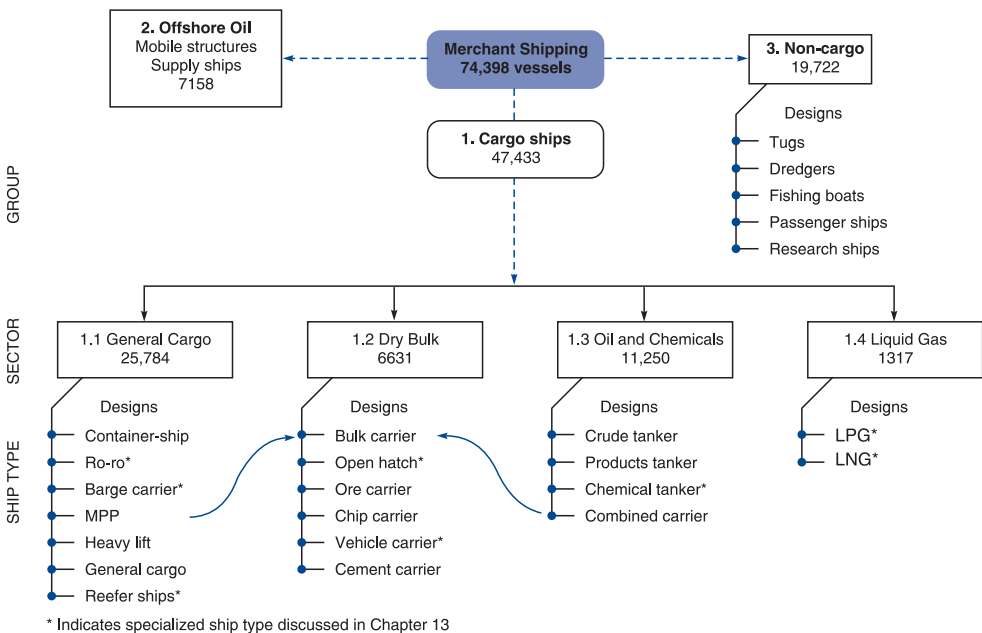 2. Offshore Oil
Mobile structures
Supply ships
7158
Merchant Shipping
74,398 vessels
3. Non-cargo
19,722
1. Cargo ships
47,433
Designs
Tugs
Dredgers
Fishing boats
Passenger ships
Research ships
GROUP
SECTOR
1.1 General Cargo
25,784
1.2 Dry Bulk
6631
1.3 Oil and Chemicals
11,250
1.4 Liquid Gas
1317
SHIP TYPE
Designs
Container-ship
Ro-ro*
Barge carrier*
MPP
Heavy lift
General cargo
Reefer ships*
Designs
Bulk carrier
Open hatch*
Ore carrier
Chip carrier
Vehicle carrier*
Cement carrier
Designs
Crude tanker
Products tanker
Chemical tanker*
Combined carrier
Designs
LPG*
LNG*
* Indicates specialized ship type discussed in Chapter 13